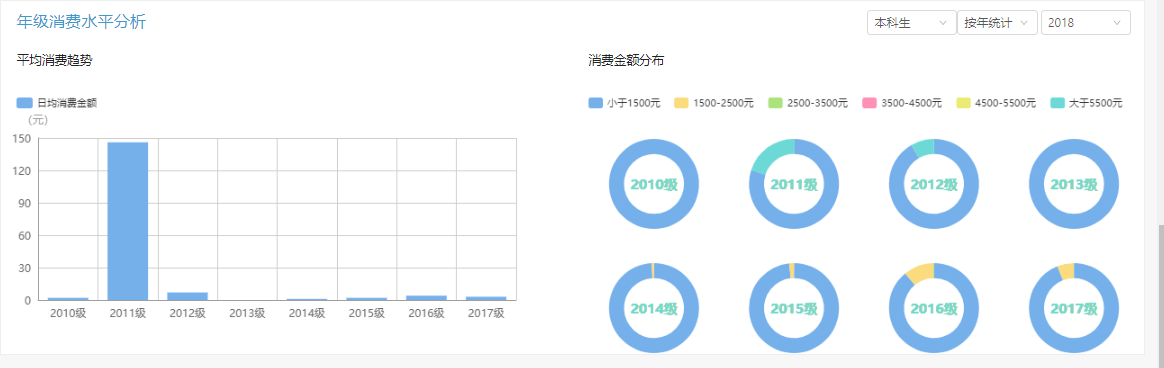 年级消费水平分析
本科生
按年统计
2018
平均消费趋势
日均消费金额
(元)
150
120
90
60
30
0
2010级
2011级
2012级
2013级
2014级
2015级
2016级
2017级
消费金额分布
小于1500元
1500-2500元
2500-3500元
3500-4500元
4500-5500元
大于5500元
2010级
2011级
2012级
2013级
2014级
2015级
2016级
2017级